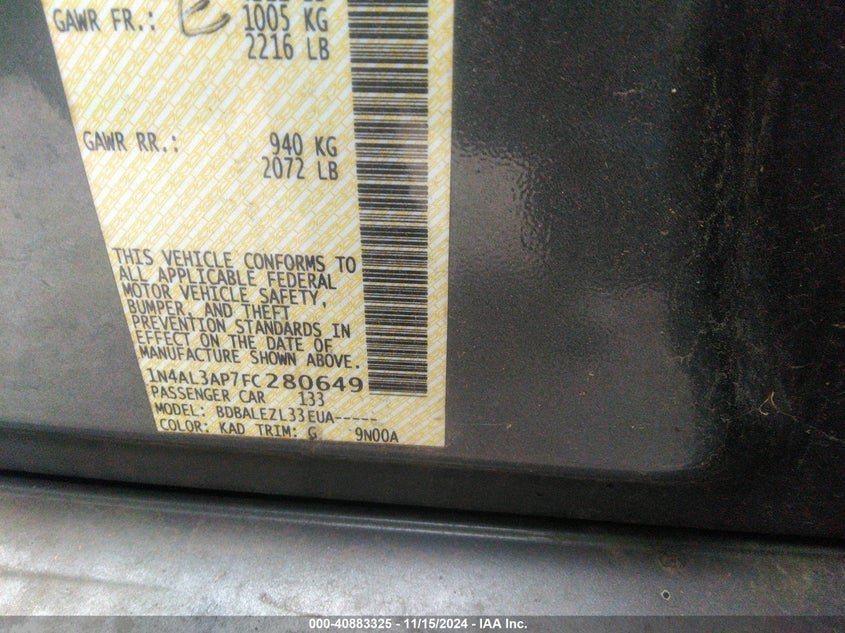 GAWR FR.: 1005 KG
2216 LB
GAWR RR.: 940 KG
2072 LB
THIS VEHICLE CONFORMS TO
ALL APPLICABLE FEDERAL
MOTOR VEHICLE SAFETY,
BUMPER, AND THEFT
PREVENTION STANDARDS IN
EFFECT ON THE DATE OF
MANUFACTURE SHOWN ABOVE.
1N4AL3AP7FC280649
PASSENGER CAR 133
MODEL: BDBALEZL33EUA-----
COLOR: KAD TRIM: G 9N00A
000-40883325 - 11/15/2024 - IAA Inc.